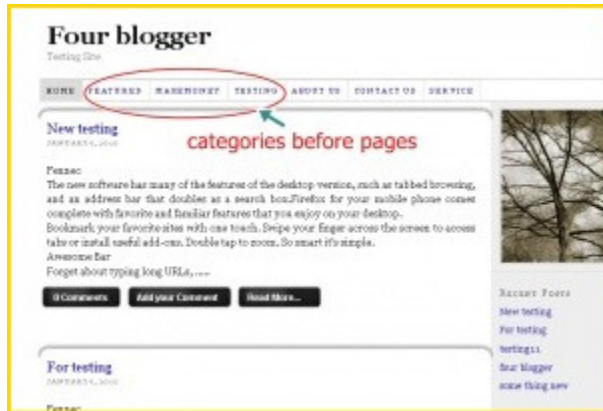 Four blogger
Testing Site
HOME FEATURED MAKEMONEY TESTING ABOUT US CONTACT US SERVICE
New testing
JANUARY 4, 2010
categories before pages
Fennec
The new software has many of the features of the desktop version, such as tabbed browsing,
and an address bar that doubles as a search box.Firefox for your mobile phone comes
complete with favorite and familiar features that you enjoy on your desktop.
Bookmark your favorite sites with one touch. Swipe your finger across the screen to access
tabs or install useful add-ons. Double tap to zoom. So smart it's simple.
Awesome Bar
Forget about typing long URLs, .....
0 Comments Add your Comment Read More...
Recent Posts
New testing
For testing
testing11
four blogger
some thing new
For testing
JANUARY 4, 2010
Fennec